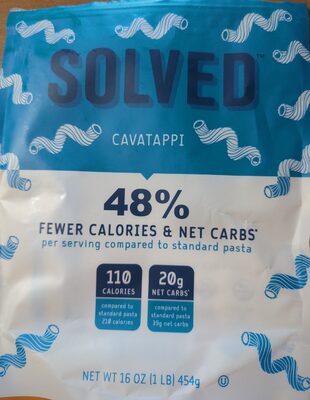 SOLVED™
CAVATAPPI
48%
FEWER CALORIES & NET CARBS*
per serving compared to standard pasta
110
CALORIES
compared to
standard pasta
210 calories
20g
NET CARBS*
compared to
standard pasta
39g net carbs
NET WT 16 OZ (1 LB) 454g
U